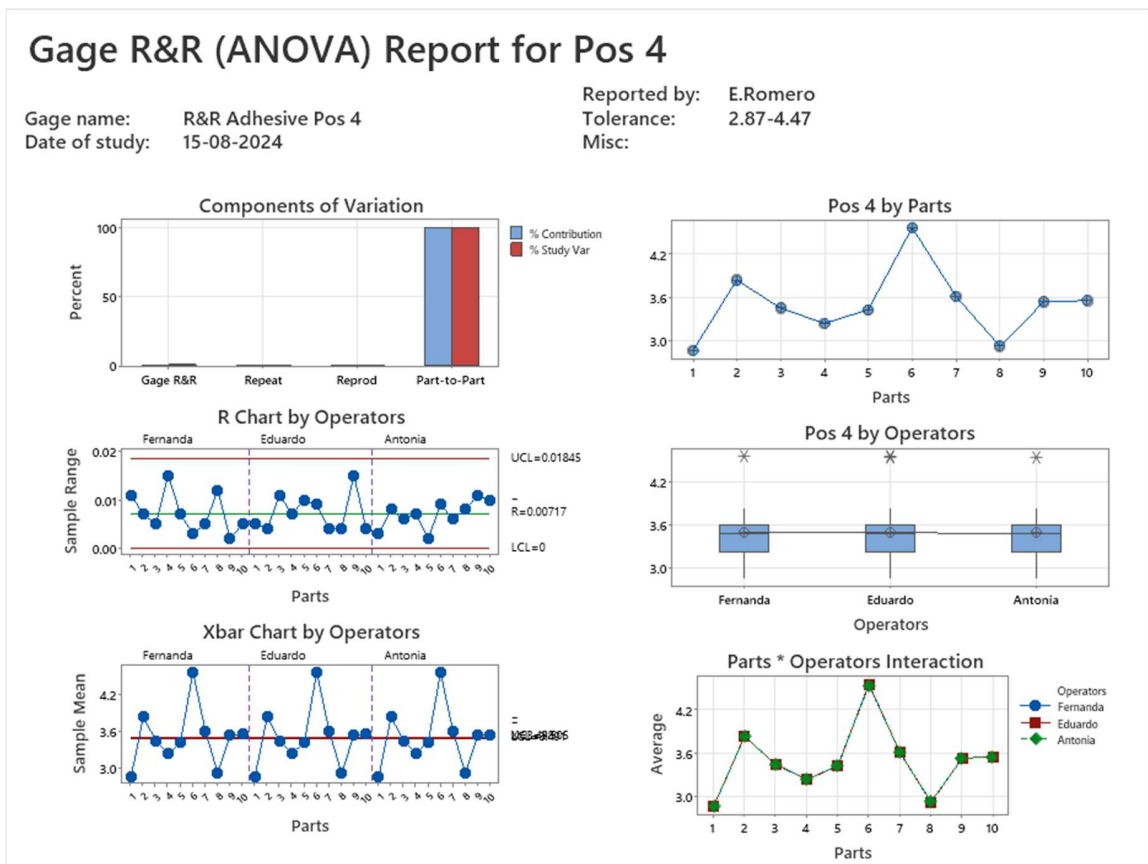 Gage R&R (ANOVA) Report for Pos 4
Gage name: R&R Adhesive Pos 4
Date of study: 15-08-2024
Reported by: E.Romero
Tolerance: 2.87-4.47
Misc:
Components of Variation
100
50
0
Percent
Gage R&R Repeat Reprod Part-to-Part
% Contribution
% Study Var
R Chart by Operators
Fernanda Eduardo Antonia
0.02
0.01
0.00
Sample Range
UCL=0.01845
R=0.00717
LCL=0
1 2 3 4 5 6 7 8 9 10 1 2 3 4 5 6 7 8 9 10 1 2 3 4 5 6 7 8 9 10
Parts
Xbar Chart by Operators
Fernanda Eduardo Antonia
4.2
3.6
3.0
Sample Mean
1 2 3 4 5 6 7 8 9 10 1 2 3 4 5 6 7 8 9 10 1 2 3 4 5 6 7 8 9 10
Parts
Pos 4 by Parts
4.2
3.6
3.0
1 2 3 4 5 6 7 8 9 10
Parts
Pos 4 by Operators
4.2
3.6
3.0
Fernanda Eduardo Antonia
Operators
Parts * Operators Interaction
4.2
3.6
3.0
Average
1 2 3 4 5 6 7 8 9 10
Parts
Operators
Fernanda
Eduardo
Antonia